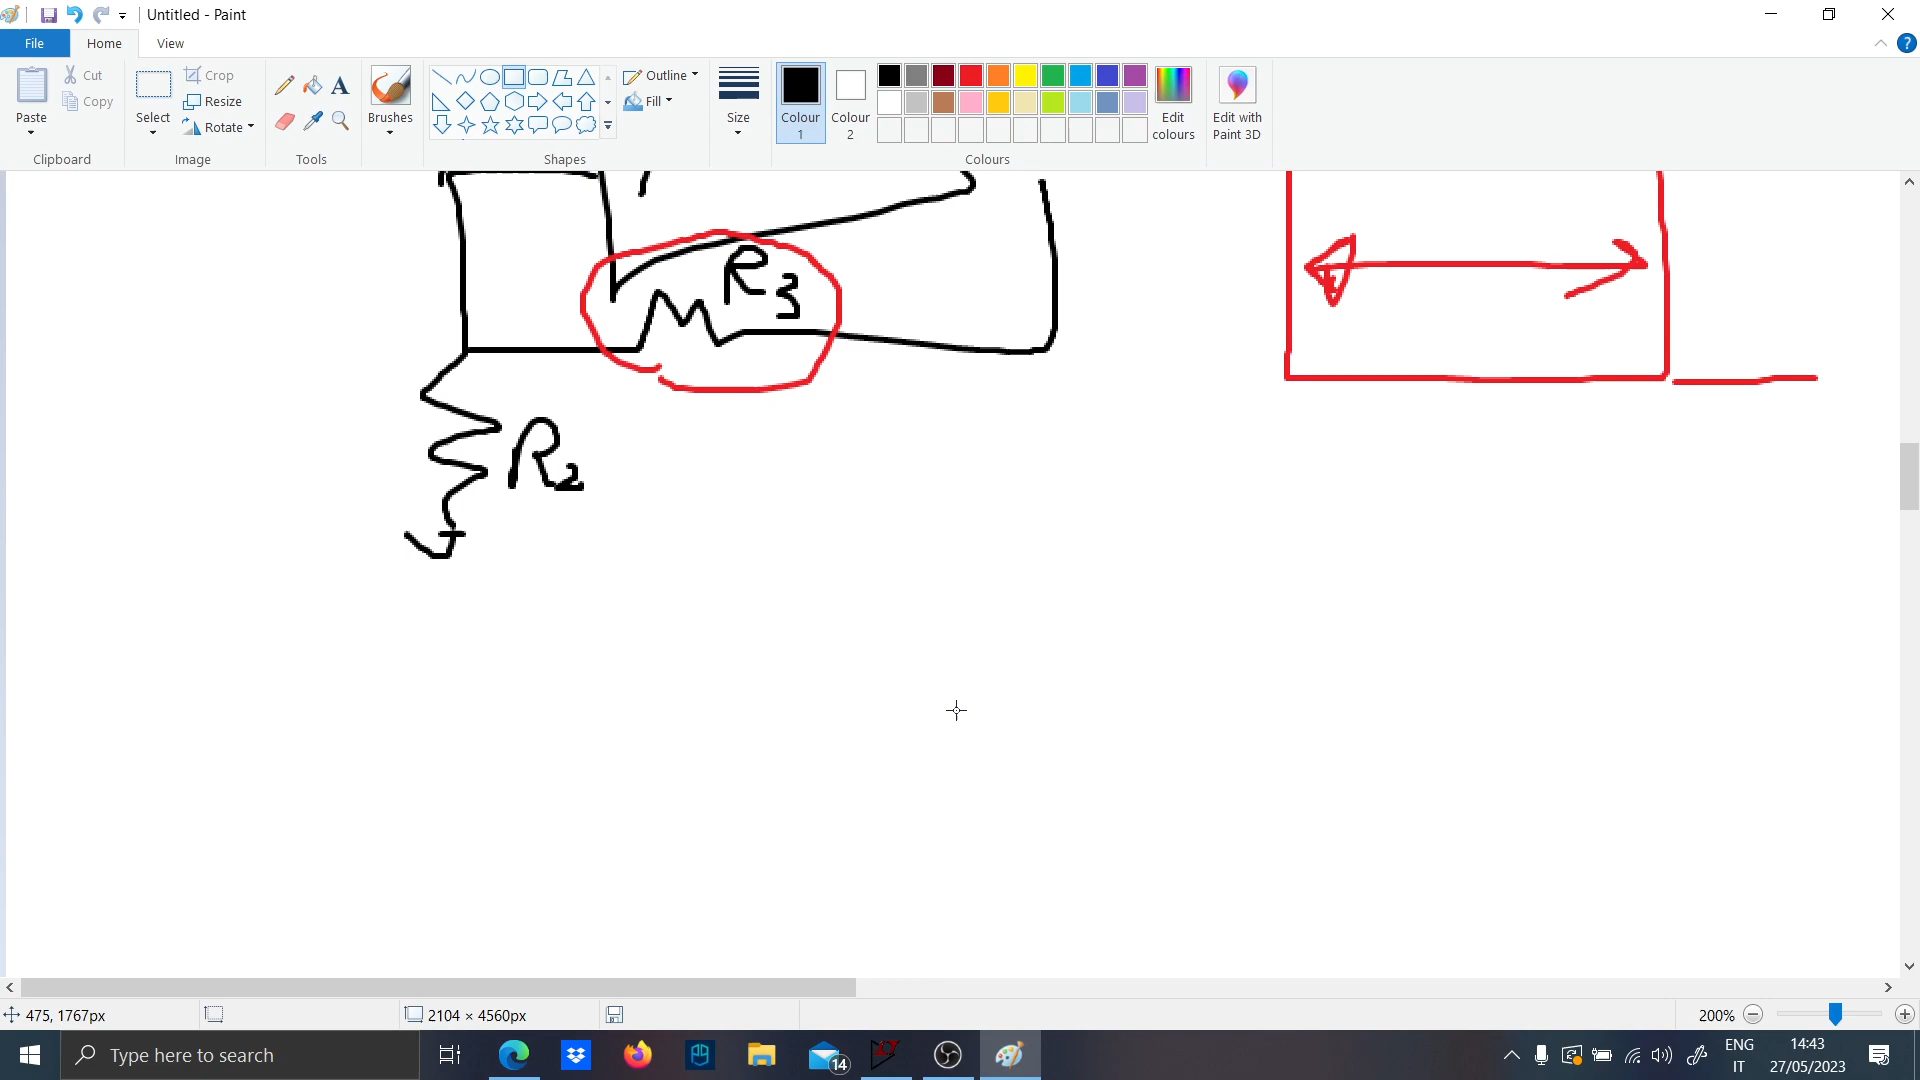 Untitled - Paint
File Home View
Cut
Copy
Paste
Crop
Resize
Rotate
Select
Brushes
Outline
Fill
Size
Colour 1
Colour 2
Edit colours
Edit with Paint 3D
Clipboard
Image
Tools
Shapes
Colours
R3
R2
475, 1767px
2104 × 4560px
200%
Type here to search
14
ENG
IT
14:43
27/05/2023